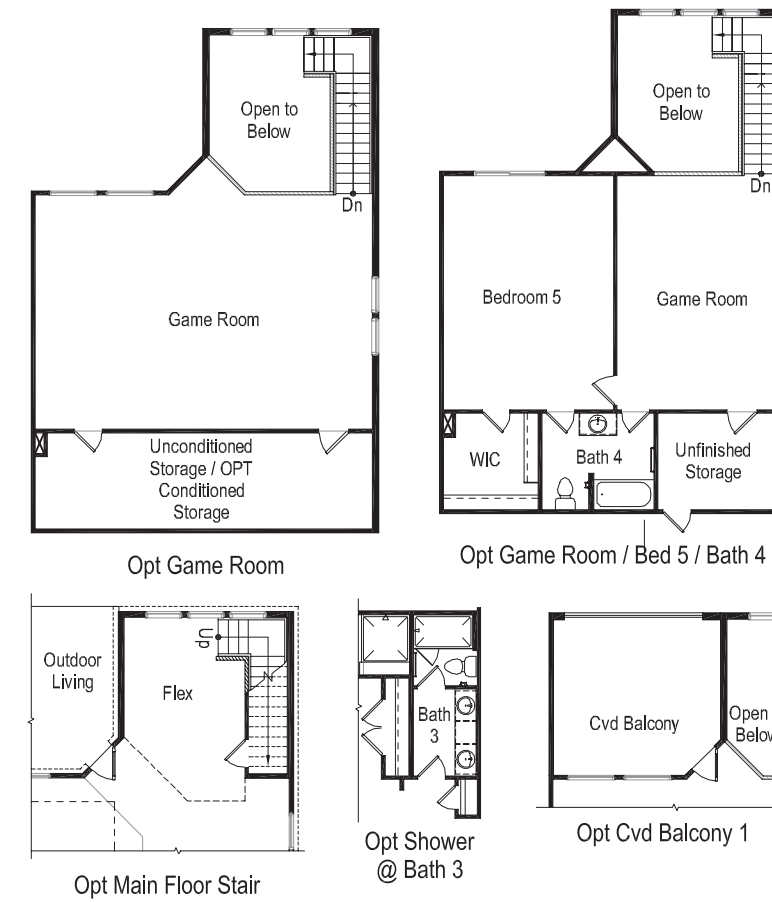 Open to
Below
Dn
Game Room
Unconditioned
Storage / OPT
Conditioned
Storage
Opt Game Room
Open to
Below
Dn
Bedroom 5
Game Room
WIC
Bath 4
Unfinished
Storage
Opt Game Room / Bed 5 / Bath 4
Outdoor
Living
Flex
up
Opt Main Floor Stair
Bath
3
Opt Shower
@ Bath 3
Cvd Balcony
Open
Below
Opt Cvd Balcony 1